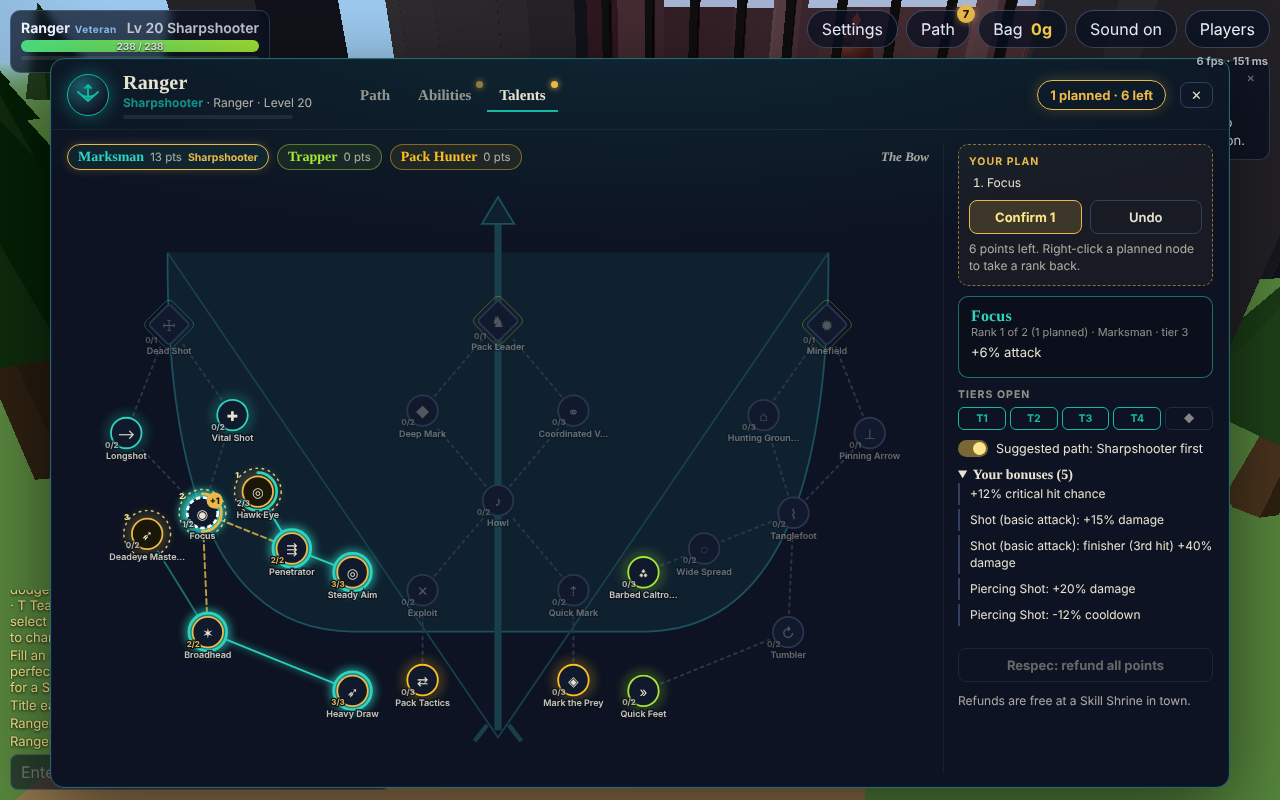 Ranger Veteran Lv 20 Sharpshooter
238 / 238
Settings
Path 7
Bag 0g
Sound on
Players
6 fps · 151 ms
×
Ranger
Sharpshooter · Ranger · Level 20
Path
Abilities
Talents
1 planned · 6 left
×
Marksman 13 pts Sharpshooter
Trapper 0 pts
Pack Hunter 0 pts
The Bow
0/1
Dead Shot
0/1
Pack Leader
0/1
Minefield
0/2
Longshot
0/2
Vital Shot
0/2
Deep Mark
0/3
Coordinated V...
0/3
Hunting Groun...
0/1
Pinning Arrow
1
2/3
Hawk Eye
2
+1
1/2
Focus
3
0/2
Deadeye Maste...
0/2
Howl
0/2
Tanglefoot
2/2
Penetrator
3/3
Steady Aim
0/2
Exploit
0/2
Quick Mark
0/3
Barbed Caltro...
0/2
Wide Spread
2/2
Broadhead
0/2
Tumbler
3/3
Heavy Draw
0/3
Pack Tactics
0/3
Mark the Prey
0/2
Quick Feet
YOUR PLAN
1. Focus
Confirm 1
Undo
6 points left. Right-click a planned node
to take a rank back.
Focus
Rank 1 of 2 (1 planned) · Marksman · tier 3
+6% attack
TIERS OPEN
T1 T2 T3 T4
Suggested path: Sharpshooter first
Your bonuses (5)
+12% critical hit chance
Shot (basic attack): +15% damage
Shot (basic attack): finisher (3rd hit) +40%
damage
Piercing Shot: +20% damage
Piercing Shot: -12% cooldown
Respec: refund all points
Refunds are free at a Skill Shrine in town.
on.
dodge
· T Tea
select
to char
Fill an
perfec
for a S
Title ea
Range
Range
Ente